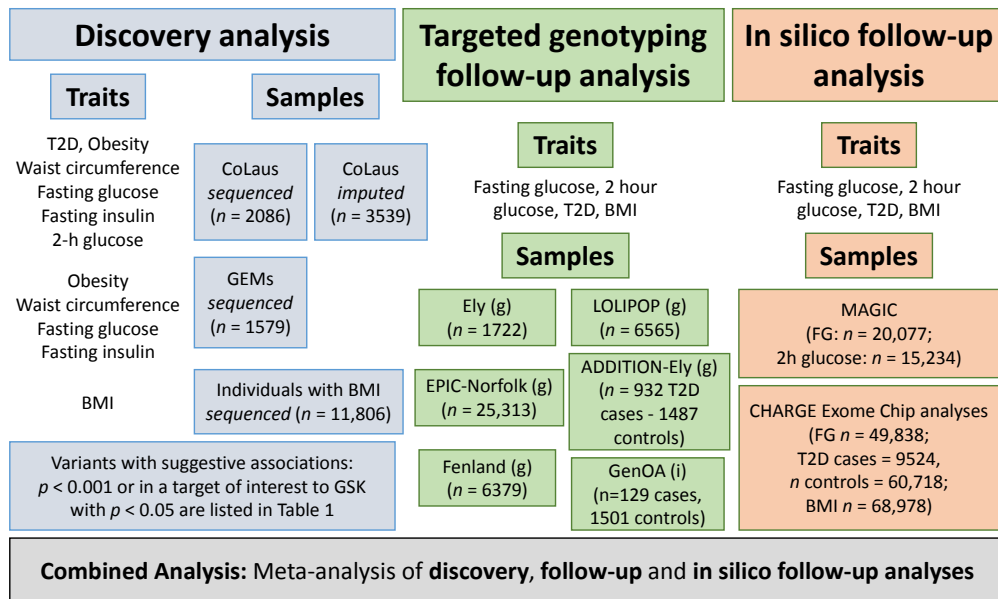 Discovery analysis
Traits
Samples
T2D, Obesity
Waist circumference
Fasting glucose
Fasting insulin
2-h glucose
CoLaus
sequenced
(n = 2086)
CoLaus
imputed
(n = 3539)
Obesity
Waist circumference
Fasting glucose
Fasting insulin
GEMs
sequenced
(n = 1579)
BMI
Individuals with BMI
sequenced (n = 11,806)
Variants with suggestive associations:
p < 0.001 or in a target of interest to GSK
with p < 0.05 are listed in Table 1
Targeted genotyping
follow-up analysis
Traits
Fasting glucose, 2 hour
glucose, T2D, BMI
Samples
Ely (g)
(n = 1722)
LOLIPOP (g)
(n = 6565)
EPIC-Norfolk (g)
(n = 25,313)
ADDITION-Ely (g)
(n = 932 T2D
cases - 1487
controls)
Fenland (g)
(n = 6379)
GenOA (i)
(n=129 cases,
1501 controls)
In silico follow-up
analysis
Traits
Fasting glucose, 2 hour
glucose, T2D, BMI
Samples
MAGIC
(FG: n = 20,077;
2h glucose: n = 15,234)
CHARGE Exome Chip analyses
(FG n = 49,838;
T2D cases = 9524,
n controls = 60,718;
BMI n = 68,978)
Combined Analysis: Meta-analysis of discovery, follow-up and in silico follow-up analyses